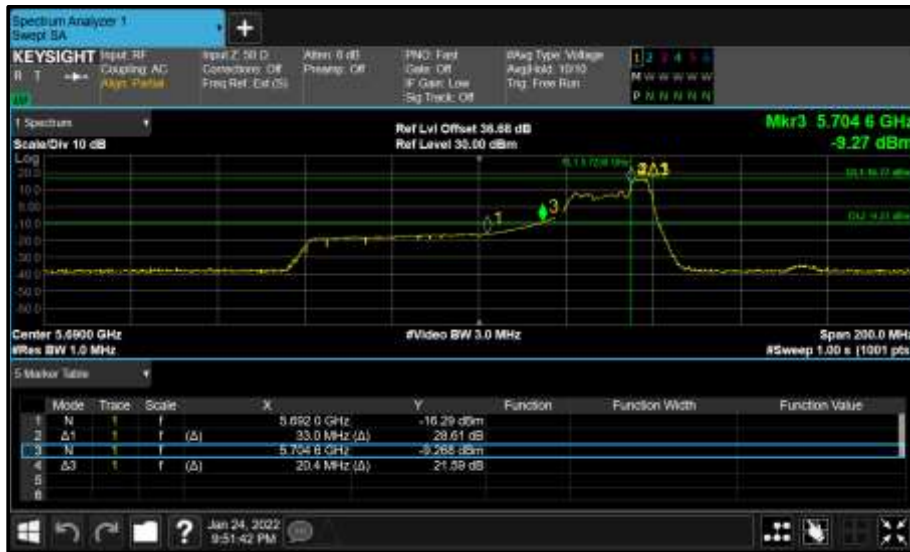 Spectrum Analyzer 1
Swept SA
+
KEYSIGHT
R T
Input: RF
Coupling: AC
Align: Partial
Input Z: 50 Ω
Corrections: Off
Freq Ref: Ext (S)
Atten: 6 dB
Preamp: Off
PNO: Fast
Gate: Off
IF Gain: Low
Sig Track: Off
#Avg Type: Voltage
Avg|Hold: 10/10
Trig: Free Run
1 2 3 4 5 6
M W W W W W
P N N N N N
1 Spectrum
Scale/Div 10 dB
Ref Lvl Offset 36.68 dB
Ref Level 30.00 dBm
Mkr3 5.704 6 GHz
-9.27 dBm
Log
20.0
10.0
0.00
-10.0
-20.0
-30.0
-40.0
-50.0
-60.0
1
3
Center 5.6900 GHz
#Res BW 1.0 MHz
#Video BW 3.0 MHz
Span 200.0 MHz
#Sweep 1.00 s (1001 pts)
5 Marker Table
Mode Trace Scale X Y Function Function Width Function Value
1 N 1 f 5.692 0 GHz -16.29 dBm
2 Δ1 1 f (Δ) 33.0 MHz (Δ) 28.61 dB
3 N 1 f 5.704 6 GHz -9.268 dBm
4 Δ3 1 f (Δ) 20.4 MHz (Δ) 21.59 dB
5
6
?
Jan 24, 2022
9:51:42 PM